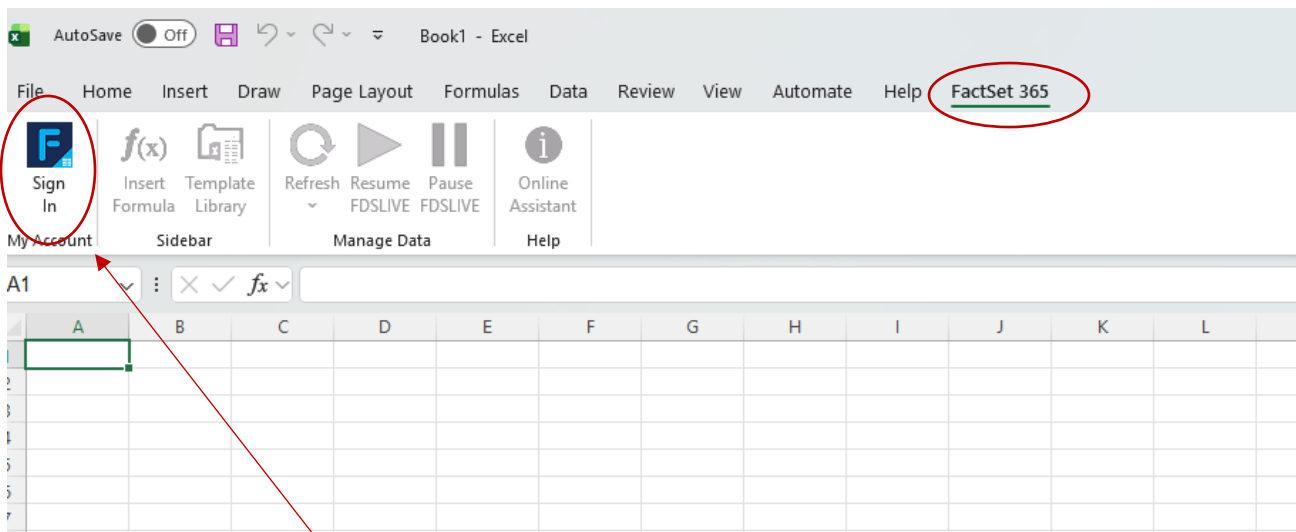 AutoSave Off Book1 - Excel
File Home Insert Draw Page Layout Formulas Data Review View Automate Help FactSet 365
Sign In
Insert Formula
Template Library
Refresh
Resume FDSLIVE
Pause FDSLIVE
Online Assistant
My Account Sidebar Manage Data Help
A1 fx
A B C D E F G H I J K L